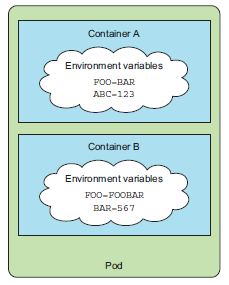 Container A
Environment variables
FOO=BAR
ABC=123
Container B
Environment variables
FOO=FOOBAR
BAR=567
Pod